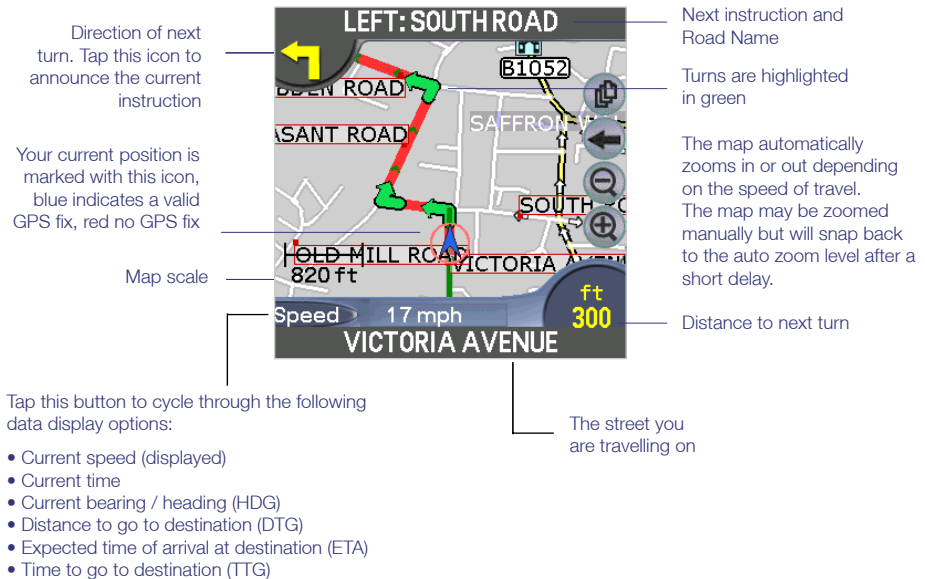 LEFT: SOUTH ROAD
Direction of next
turn. Tap this icon to
announce the current
instruction
Next instruction and
Road Name
B1052
Turns are highlighted
in green
ROAD
SAFFRON
ROAD
Your current position is
marked with this icon,
blue indicates a valid
GPS fix, red no GPS fix
The map automatically
zooms in or out depending
on the speed of travel.
The map may be zoomed
manually but will snap back
to the auto zoom level after a
short delay.
SOUTH
OLD MILL ROAD
VICTORIA
Map scale
820 ft
ft
300
Distance to next turn
Speed 17 mph
VICTORIA AVENUE
Tap this button to cycle through the following
data display options:
The street you
are travelling on
• Current speed (displayed)
• Current time
• Current bearing / heading (HDG)
• Distance to go to destination (DTG)
• Expected time of arrival at destination (ETA)
• Time to go to destination (TTG)